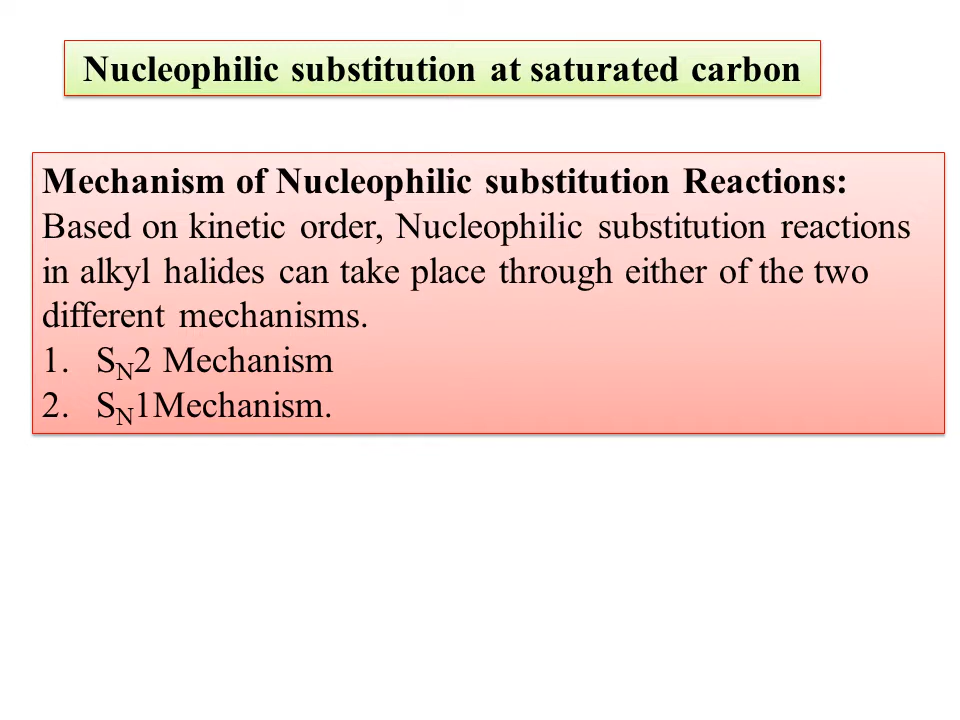 Nucleophilic substitution at saturated carbon
Mechanism of Nucleophilic substitution Reactions:
Based on kinetic order, Nucleophilic substitution reactions
in alkyl halides can take place through either of the two
different mechanisms.
1. SN2 Mechanism
2. SN1Mechanism.